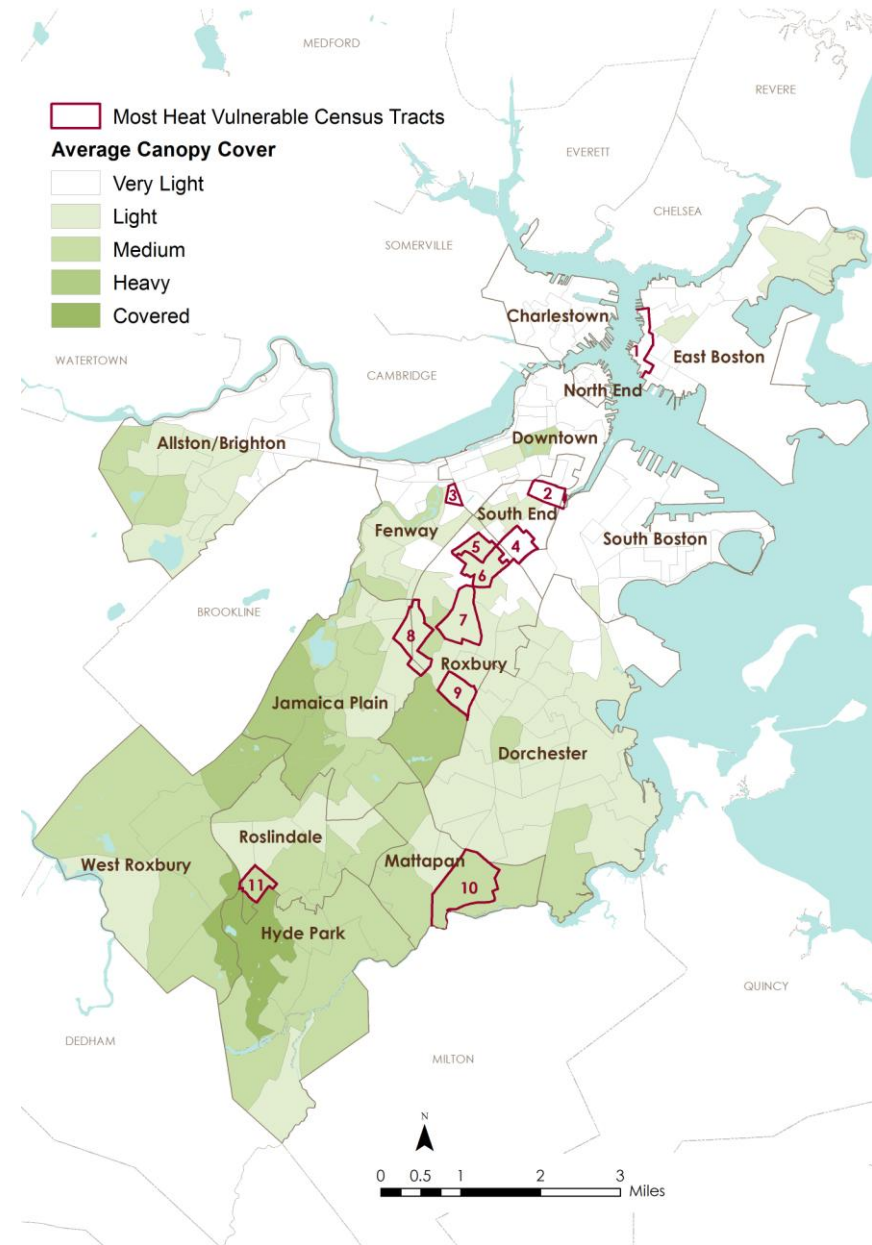 MEDFORD
REVERE
Most Heat Vulnerable Census Tracts
Average Canopy Cover
Very Light
Light
Medium
Heavy
Covered
EVERETT
CHELSEA
SOMERVILLE
Charlestown
1
East Boston
WATERTOWN
CAMBRIDGE
North End
Downtown
Allston/Brighton
3
2
South End
Fenway
South Boston
5
4
6
BROOKLINE
7
8
Roxbury
9
Jamaica Plain
Dorchester
Roslindale
West Roxbury
Mattapan
11
10
Hyde Park
QUINCY
DEDHAM
MILTON
N
0 0.5 1 2 3
Miles